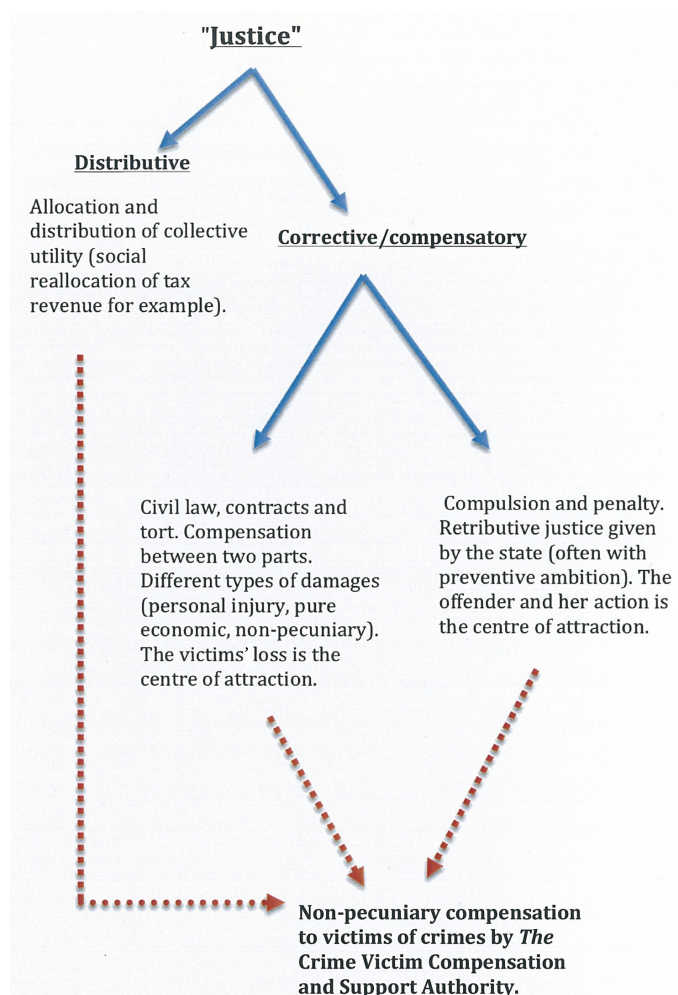 "Justice"
Distributive
Allocation and
distribution of collective
utility (social
reallocation of tax
revenue for example).
Corrective/compensatory
Civil law, contracts and
tort. Compensation
between two parts.
Different types of damages
(personal injury, pure
economic, non-pecuniary).
The victims’ loss is the
centre of attraction.
Compulsion and penalty.
Retributive justice given
by the state (often with
preventive ambition). The
offender and her action is
the centre of attraction.
Non-pecuniary compensation
to victims of crimes by The
Crime Victim Compensation
and Support Authority.